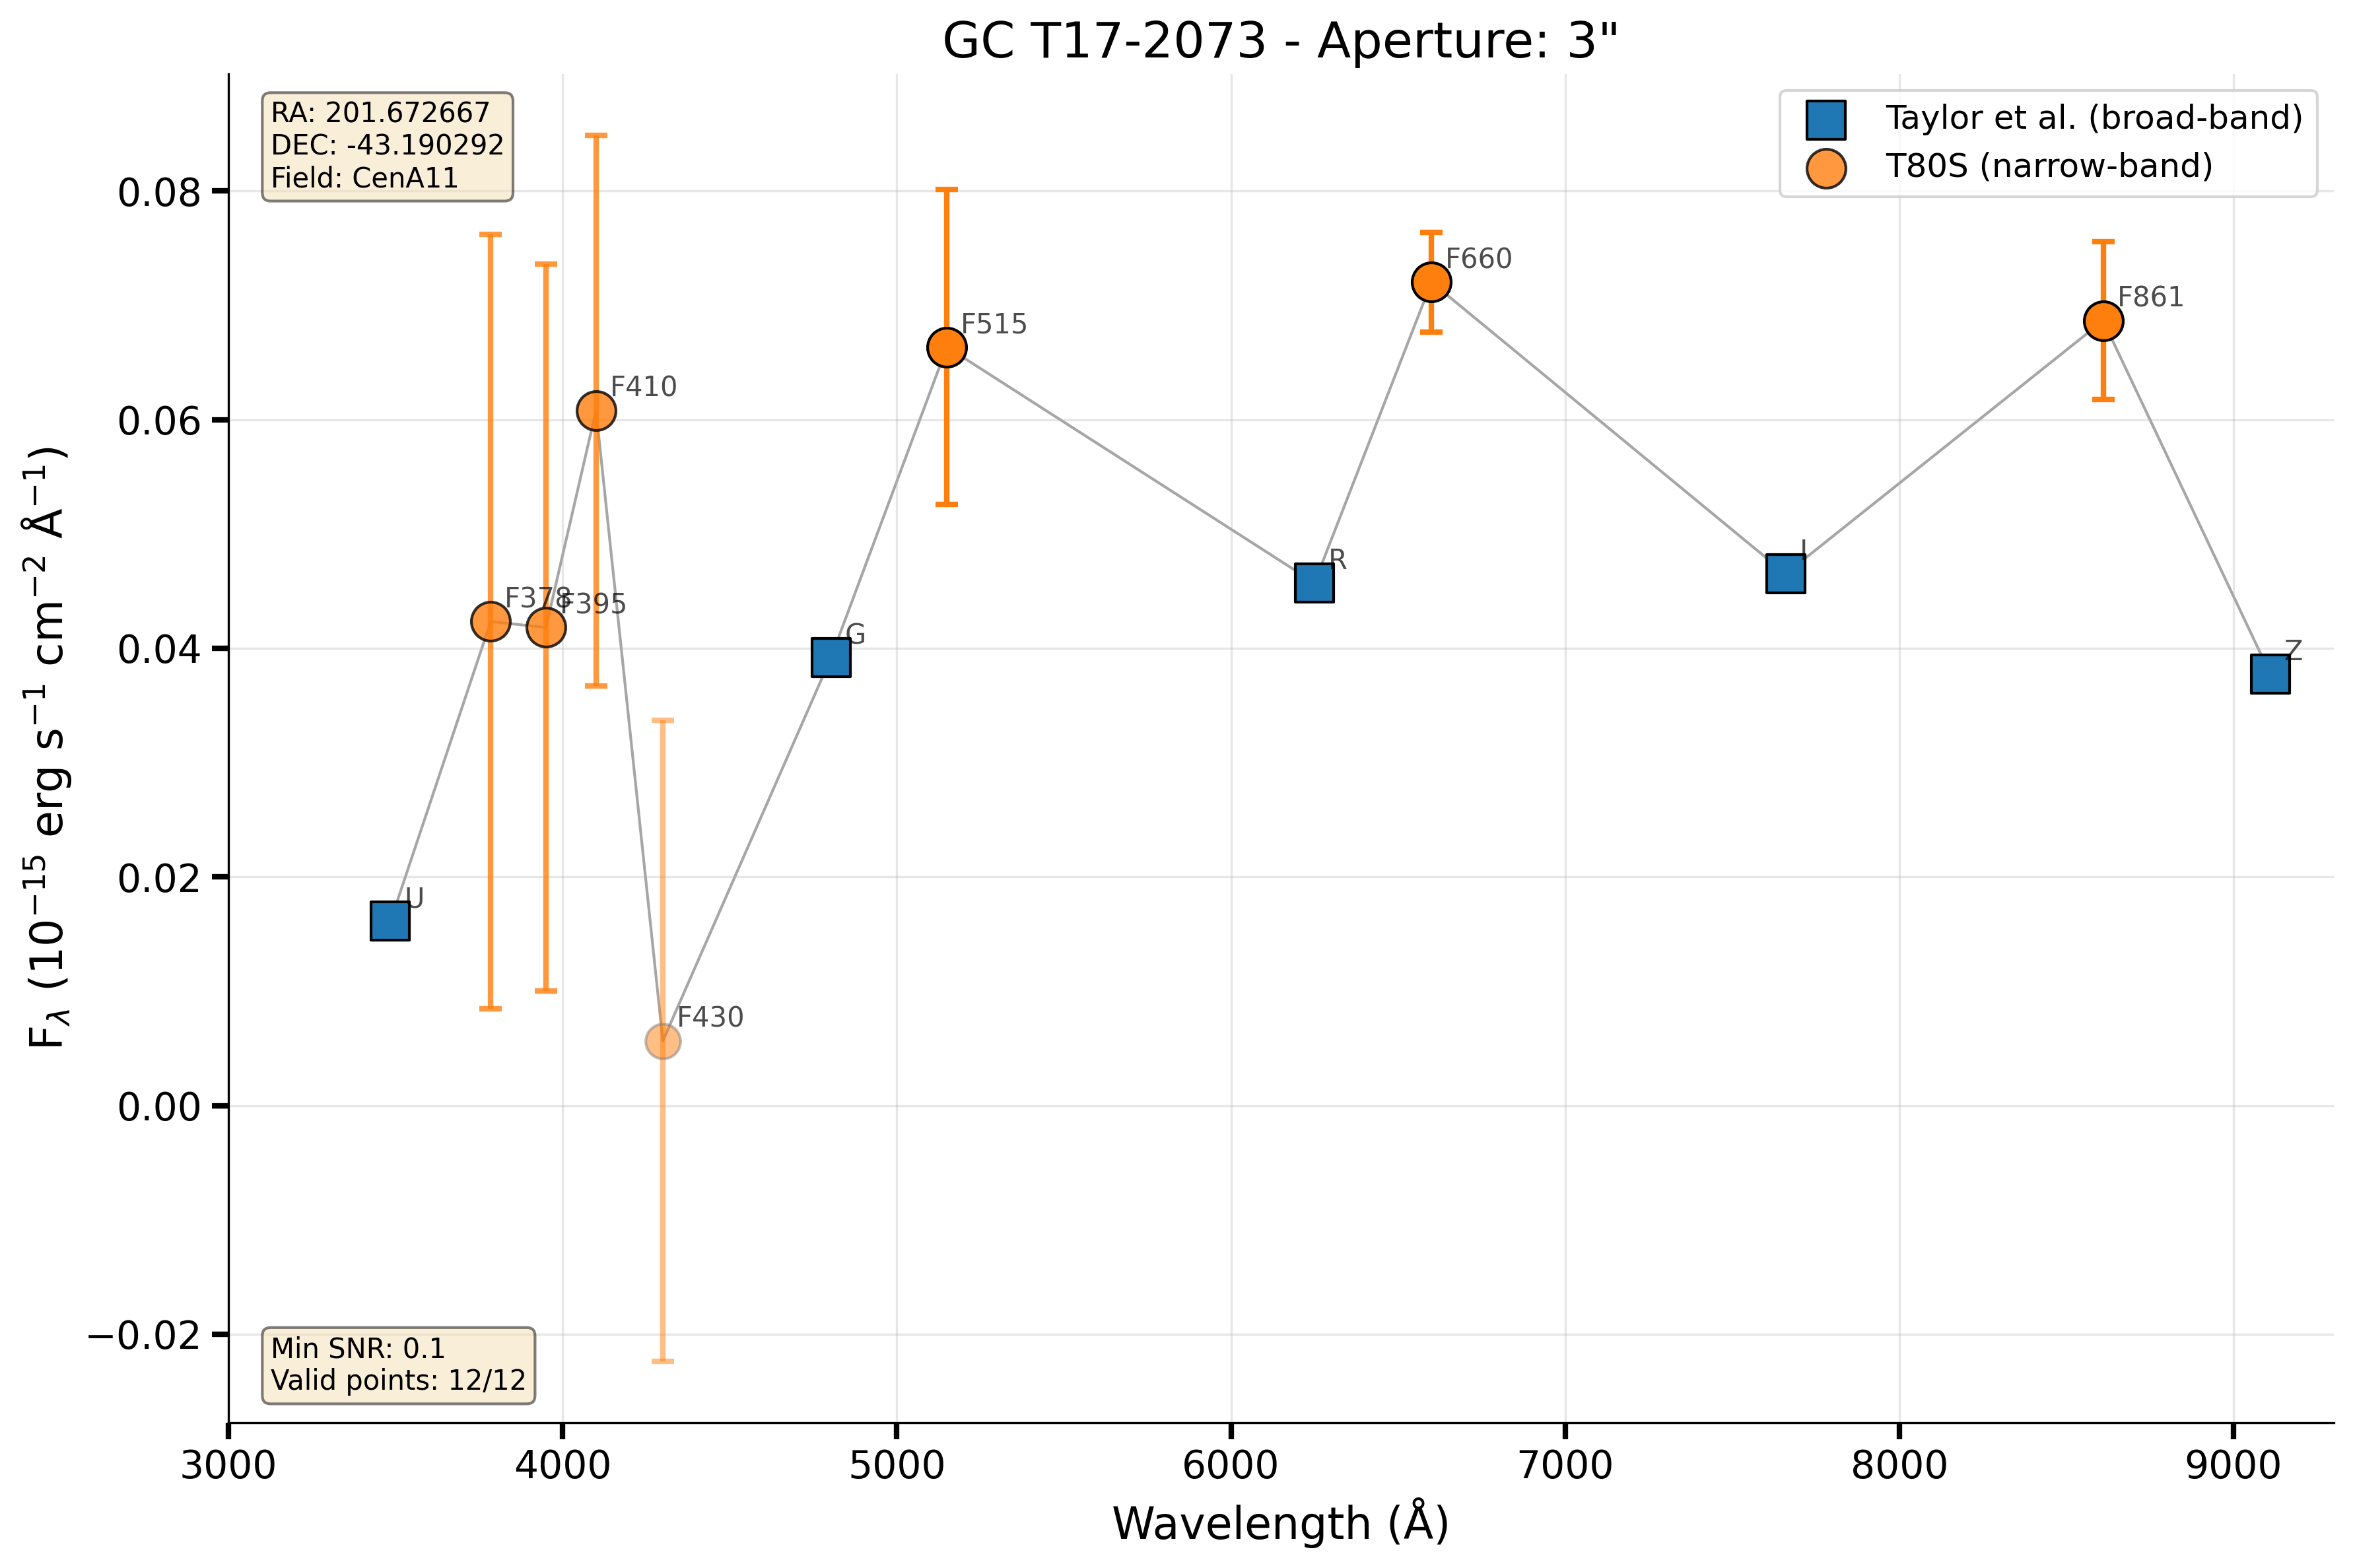 GC T17-2073 - Aperture: 3"
RA: 201.672667
DEC: -43.190292
Field: CenA11
Taylor et al. (broad-band)
T80S (narrow-band)
0.08
0.06
0.04
0.02
0.00
−0.02
F378
F395
F410
F430
F515
F660
F861
U
G
R
I
Z
Min SNR: 0.1
Valid points: 12/12
3000 4000 5000 6000 7000 8000 9000
Wavelength (Å)
Fλ (10⁻¹⁵ erg s⁻¹ cm⁻² Å⁻¹)